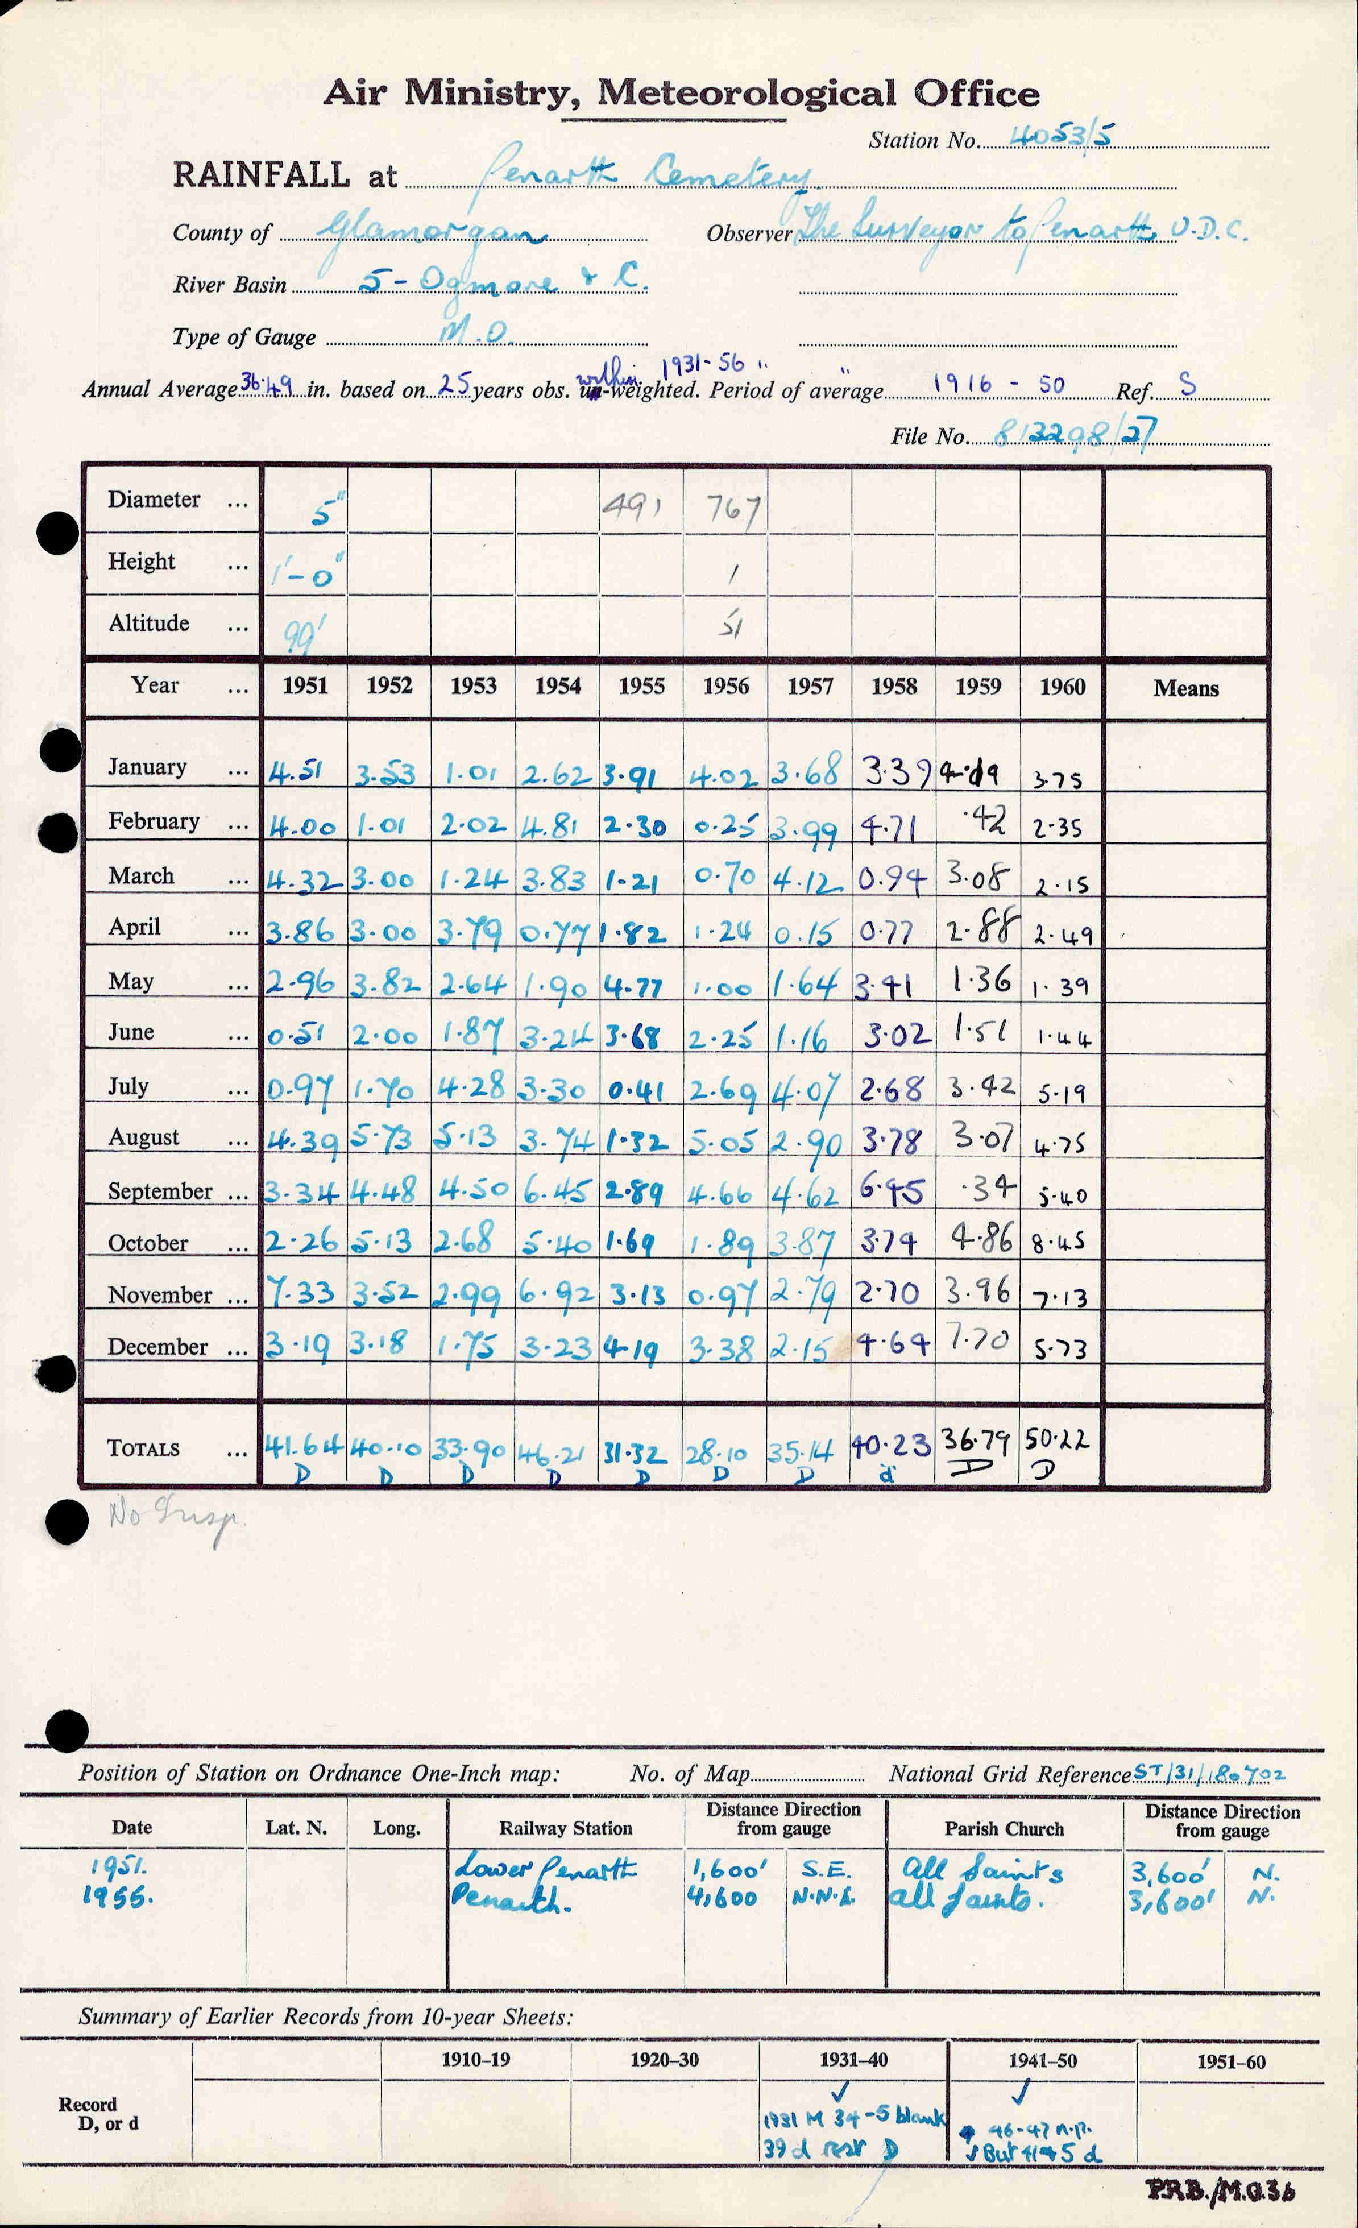 Air Ministry, Meteorological Office
Station No. 4053/5
RAINFALL at Penarth Cemetery
County of Glamorgan Observer The Surveyor to Penarth U.D.C.
River Basin 5 - Ogmore & C.
Type of Gauge M.O.
within 1931-56 "
Annual Average 36.49 in. based on 25 years obs. un-weighted. Period of average 1916 - 50 Ref. S
File No. 813298/27
Diameter ... 5" 491 767
Height ... 1'-0" 1
Altitude ... 99' 51
Year ... 1951 1952 1953 1954 1955 1956 1957 1958 1959 1960 Means
January ... 4.51 3.53 1.01 2.62 3.91 4.02 3.68 3.39 4.19 3.75
February ... 4.00 1.01 2.02 4.81 2.30 0.25 3.99 4.71 .42 2.35
March ... 4.32 3.00 1.24 3.83 1.21 0.70 4.12 0.94 3.08 2.15
April ... 3.86 3.00 3.79 0.77 1.82 1.24 0.15 0.77 2.88 2.49
May ... 2.96 3.82 2.64 1.90 4.77 1.00 1.64 3.41 1.36 1.39
June ... 0.51 2.00 1.87 3.24 3.68 2.25 1.16 3.02 1.51 1.44
July ... 0.97 1.70 4.28 3.30 0.41 2.69 4.07 2.68 3.42 5.19
August ... 4.39 5.73 5.13 3.74 1.32 5.05 2.90 3.78 3.07 4.75
September ... 3.34 4.48 4.50 6.45 2.89 4.66 4.62 6.45 .34 5.40
October ... 2.26 5.13 2.68 5.40 1.69 1.89 3.87 3.74 4.86 8.45
November ... 7.33 3.52 2.99 6.92 3.13 0.97 2.79 2.70 3.96 7.13
December ... 3.19 3.18 1.75 3.23 4.19 3.38 2.15 4.64 7.70 5.73
TOTALS ... 41.64 40.10 33.90 46.21 31.32 28.10 35.14 40.23 36.79 50.22
D D D D D D D d D D
No Insp.
Position of Station on Ordnance One-Inch map: No. of Map National Grid Reference ST/31/180702
Date Lat. N. Long. Railway Station Distance Direction from gauge Parish Church Distance Direction from gauge
1951. Lower Penarth 1,600' S.E. All Saints 3,600' N.
1955. Penarth. 4,600 N.N.E. All Saints. 3,600' N.
Summary of Earlier Records from 10-year Sheets:
1910–19 1920–30 1931–40 1941–50 1951–60
Record
D, or d
✓ ✓
1931 M 34-5 blank
39 d rest D
46-47 n.r.
But 45 d
P.R.B./M.O.36